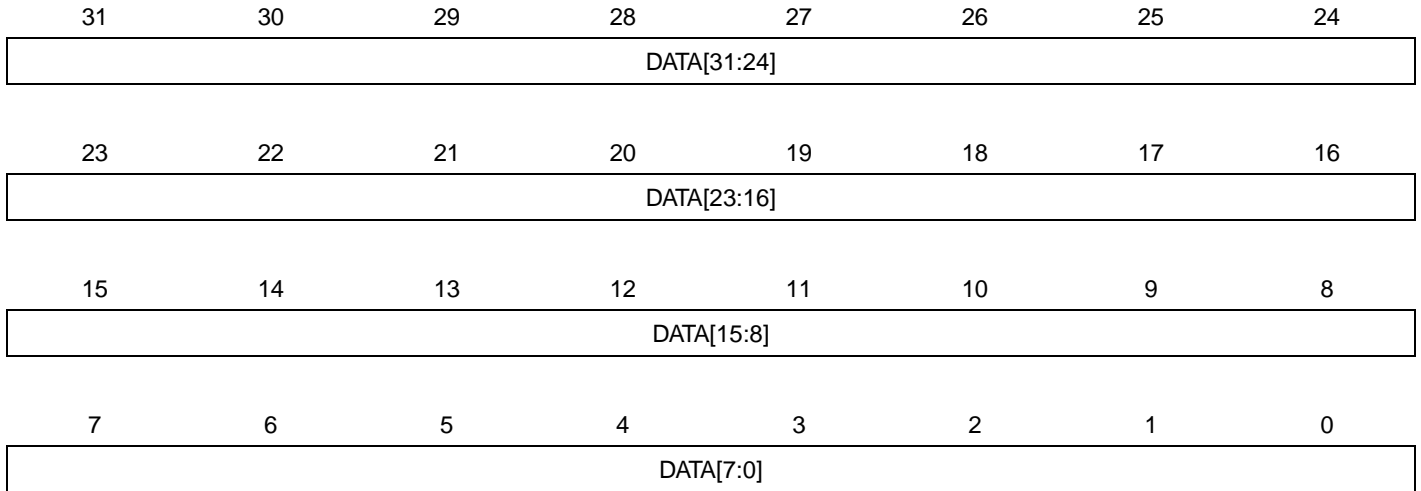 31 30 29 28 27 26 25 24
DATA[31:24]
23 22 21 20 19 18 17 16
DATA[23:16]
15 14 13 12 11 10 9 8
DATA[15:8]
7 6 5 4 3 2 1 0
DATA[7:0]